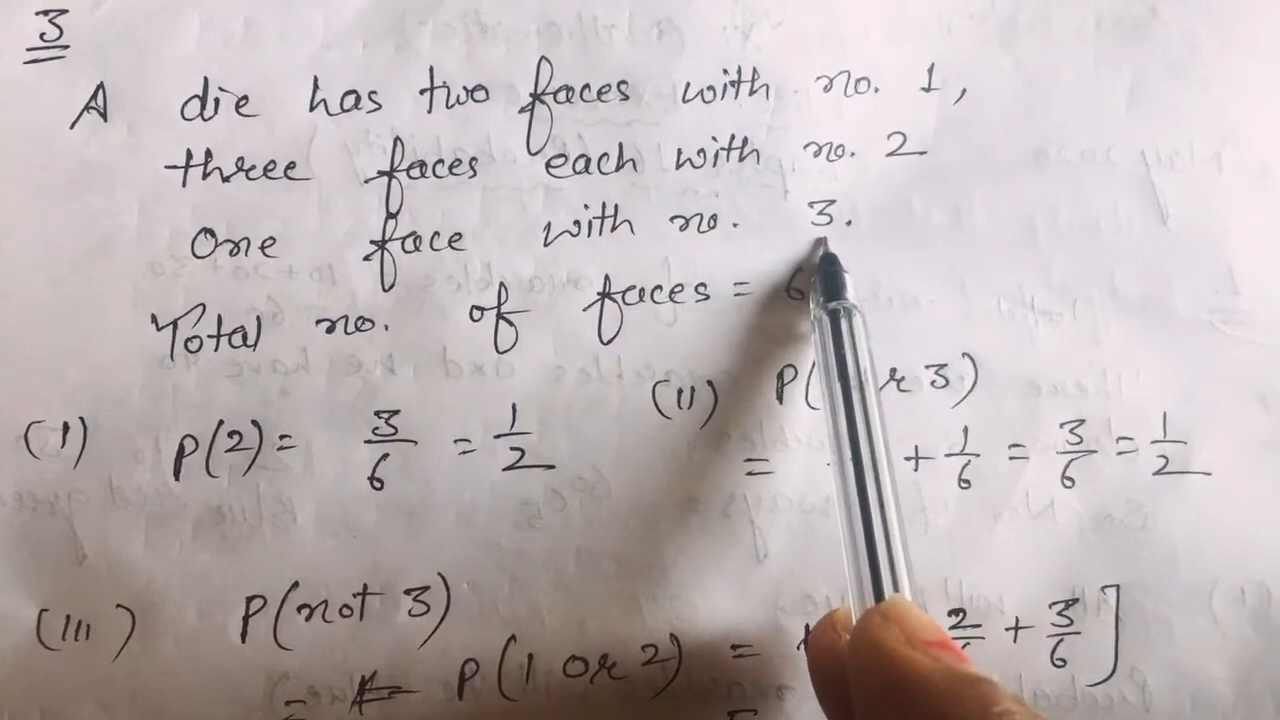 3
A die has two faces with no. 1,
three faces each with no. 2
One face with no. 3.
Total no. of faces = 6
(I) P(2) = 3/6 = 1/2
(II) P( r 3)
= + 1/6 = 3/6 = 1/2
(III) P(not 3)
= P(1 or 2) = 2/6 + 3/6 ]